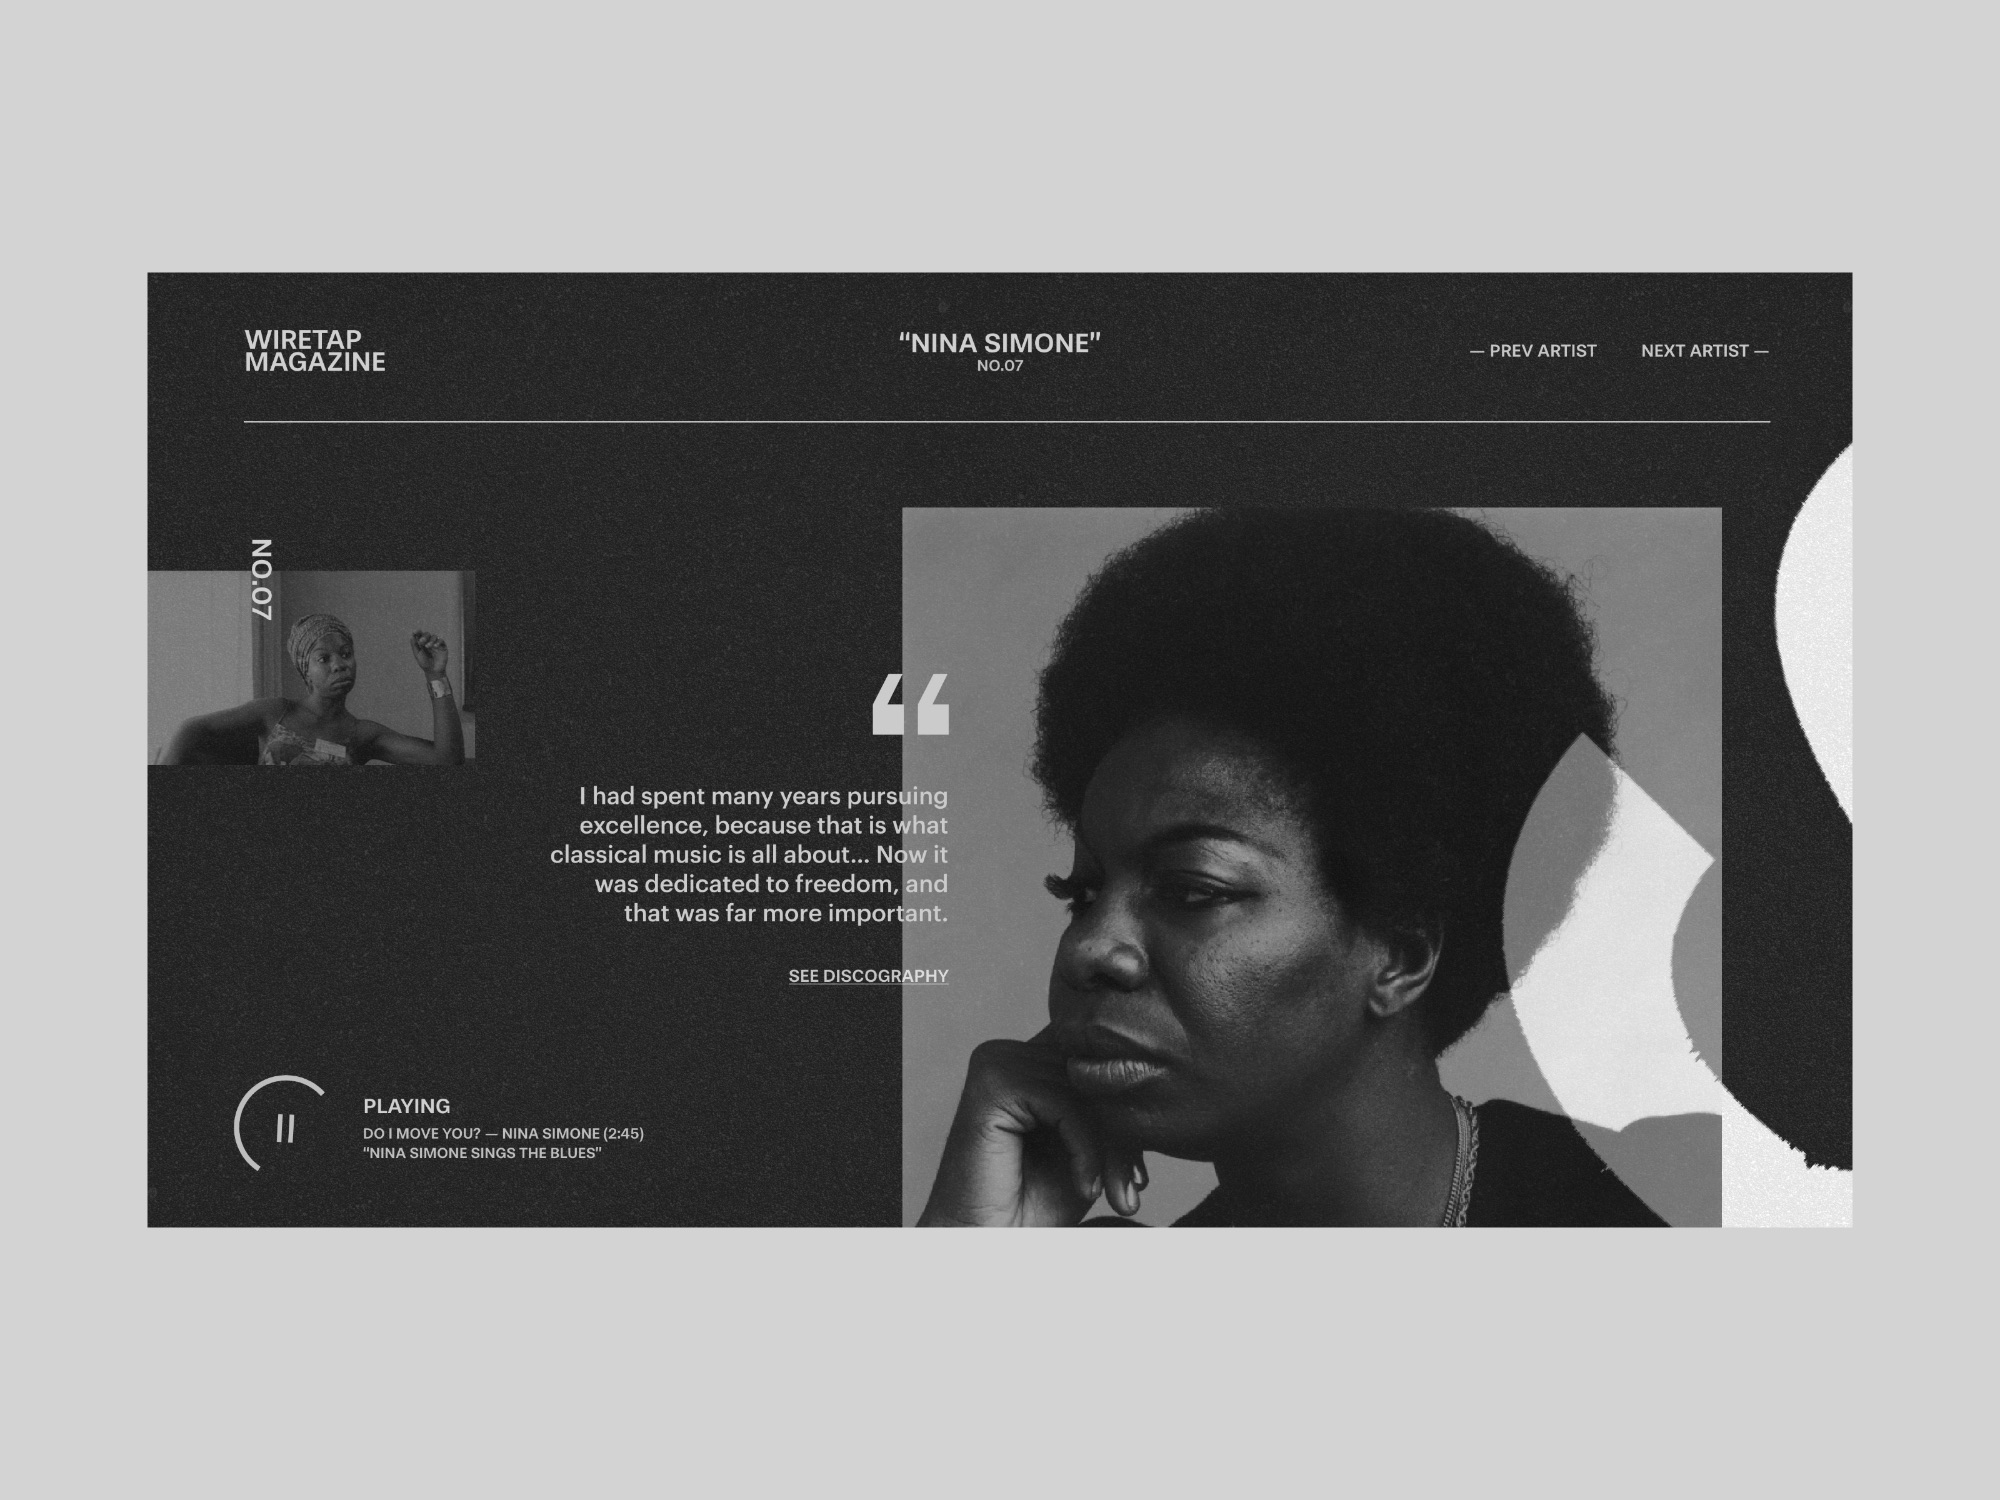 WIRETAP
MAGAZINE
“NINA SIMONE”
NO.07
— PREV ARTIST
NEXT ARTIST —
NO.07
“
I had spent many years pursuing
excellence, because that is what
classical music is all about... Now it
was dedicated to freedom, and
that was far more important.
SEE DISCOGRAPHY
PLAYING
DO I MOVE YOU? — NINA SIMONE (2:45)
“NINA SIMONE SINGS THE BLUES”